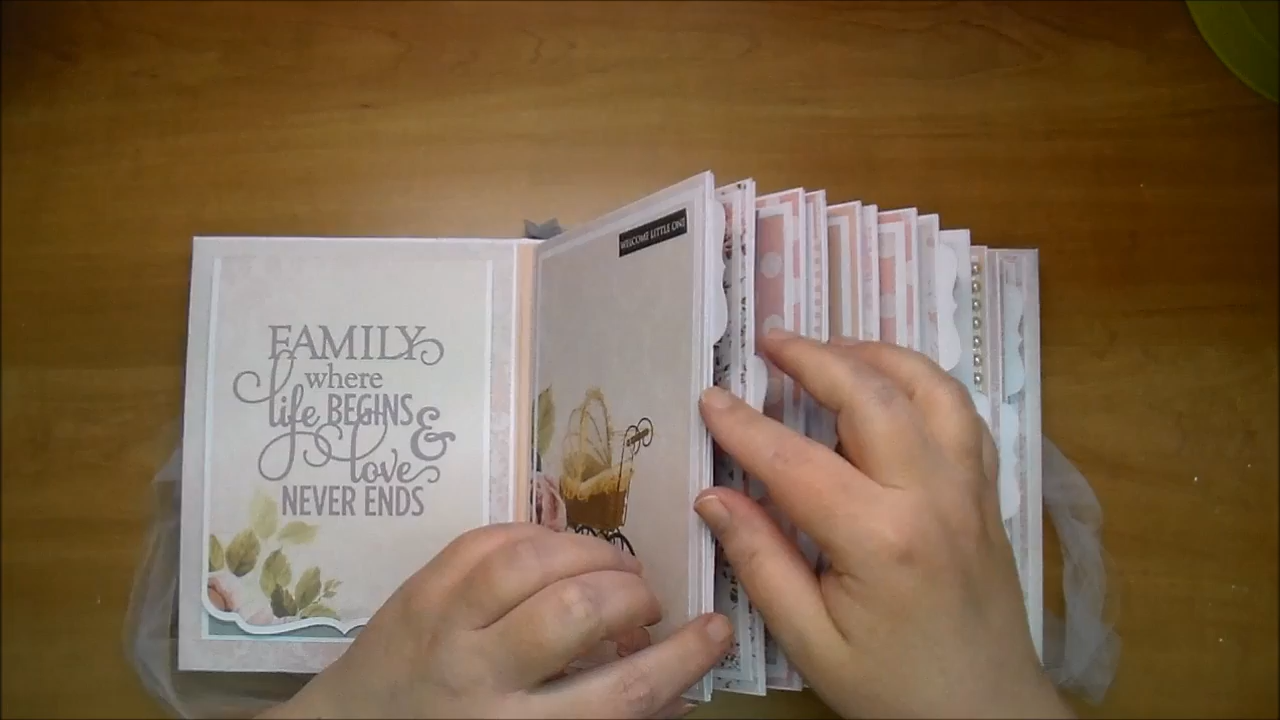 FAMILY
where
life BEGINS
& love
NEVER ENDS
WELCOME LITTLE ONE